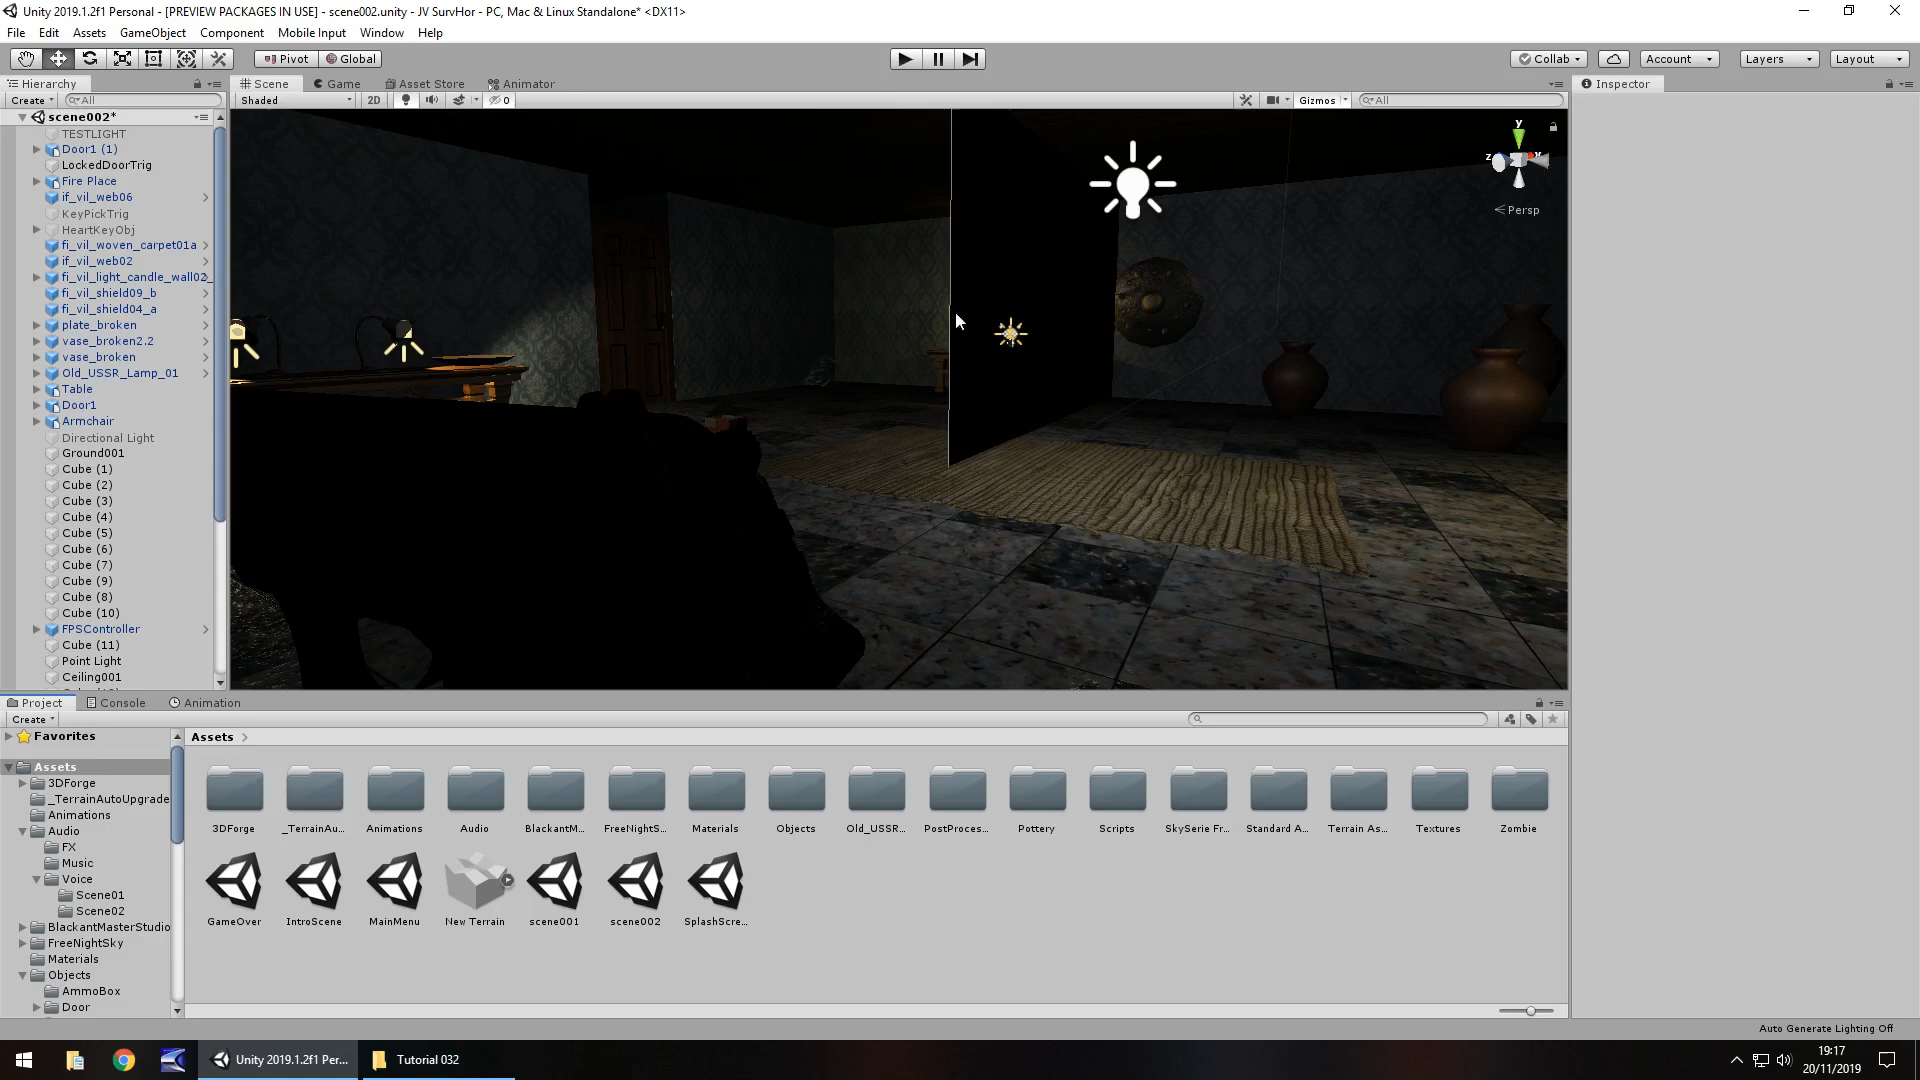 Unity 2019.1.2f1 Personal - [PREVIEW PACKAGES IN USE] - scene002.unity - JV SurvHor - PC, Mac & Linux Standalone* <DX11>
File Edit Assets GameObject Component Mobile Input Window Help
Pivot Global Collab Account Layers Layout
Hierarchy Scene Game Asset Store Animator Inspector
Create All Shaded 2D 0 Gizmos All
scene002*
TESTLIGHT
Door1 (1)
LockedDoorTrig
Fire Place
if_vil_web06
KeyPickTrig
HeartKeyObj
fi_vil_woven_carpet01a
if_vil_web02
fi_vil_light_candle_wall02_
fi_vil_shield09_b
fi_vil_shield04_a
plate_broken
vase_broken2.2
vase_broken
Old_USSR_Lamp_01
Table
Door1
Armchair
Directional Light
Ground001
Cube (1)
Cube (2)
Cube (3)
Cube (4)
Cube (5)
Cube (6)
Cube (7)
Cube (9)
Cube (8)
Cube (10)
FPSController
Cube (11)
Point Light
Ceiling001
y
z x
Persp
Project Console Animation
Create
Favorites
Assets
3DForge
_TerrainAutoUpgrade
Animations
Audio
FX
Music
Voice
Scene01
Scene02
BlackantMasterStudio
FreeNightSky
Materials
Objects
AmmoBox
Door
Assets
3DForge _TerrainAu... Animations Audio BlackantM... FreeNightS... Materials Objects Old_USSR... PostProces... Pottery Scripts SkySerie Fr... Standard A... Terrain As... Textures Zombie
GameOver IntroScene MainMenu New Terrain scene001 scene002 SplashScre...
Auto Generate Lighting Off
Unity 2019.1.2f1 Per... Tutorial 032
19:17
20/11/2019